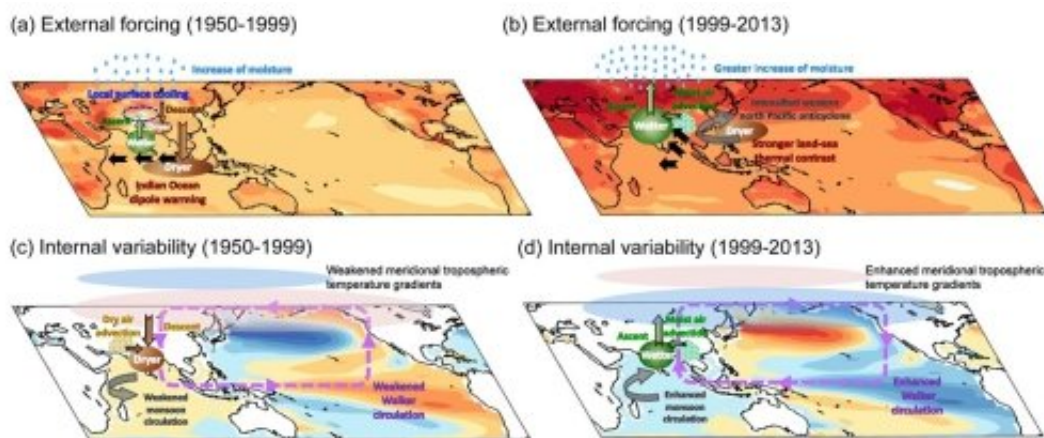 (a) External forcing (1950-1999)
Increase of moisture
Local surface cooling
Descent
Ascent
Wetter
Dryer
Indian Ocean
dipole warming
(b) External forcing (1999-2013)
Greater increase of moisture
Moist air
advection
Ascent
Wetter
Intensified western
north Pacific anticyclone
Dryer
Stronger land-sea
thermal contrast
(c) Internal variability (1950-1999)
Weakened meridional tropospheric
temperature gradients
Dry air
advection
Descent
Dryer
Weakened
monsoon
circulation
Weakened
Walker
circulation
(d) Internal variability (1999-2013)
Enhanced meridional tropospheric
temperature gradients
Ascent
Moist air
advection
Wetter
Enhanced
monsoon
circulation
Enhanced
Walker
circulation